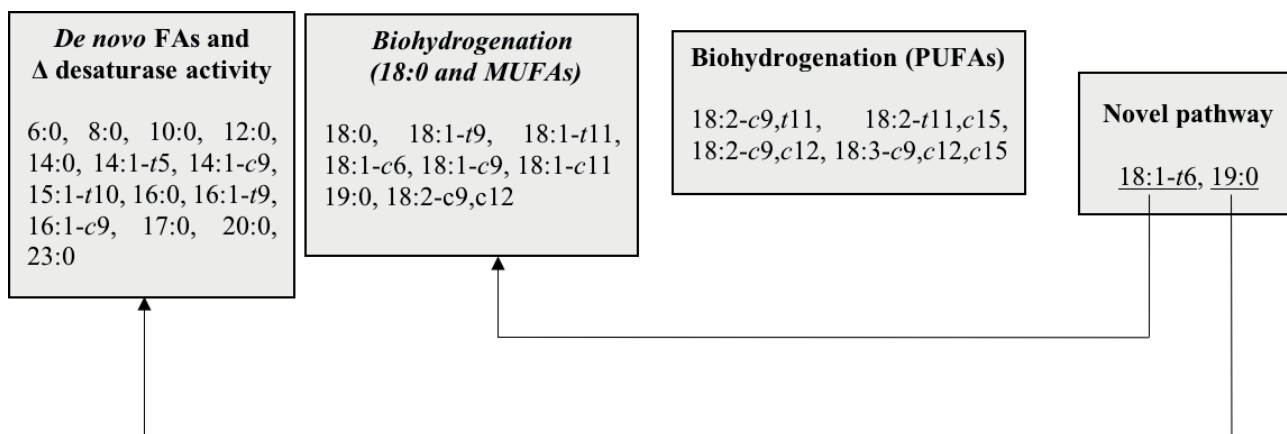 De novo FAs and
Δ desaturase activity
6:0, 8:0, 10:0, 12:0,
14:0, 14:1-t5, 14:1-c9,
15:1-t10, 16:0, 16:1-t9,
16:1-c9, 17:0, 20:0,
23:0
Biohydrogenation
(18:0 and MUFAs)
18:0, 18:1-t9, 18:1-t11,
18:1-c6, 18:1-c9, 18:1-c11
19:0, 18:2-c9,c12
Biohydrogenation (PUFAs)
18:2-c9,t11, 18:2-t11,c15,
18:2-c9,c12, 18:3-c9,c12,c15
Novel pathway
18:1-t6, 19:0